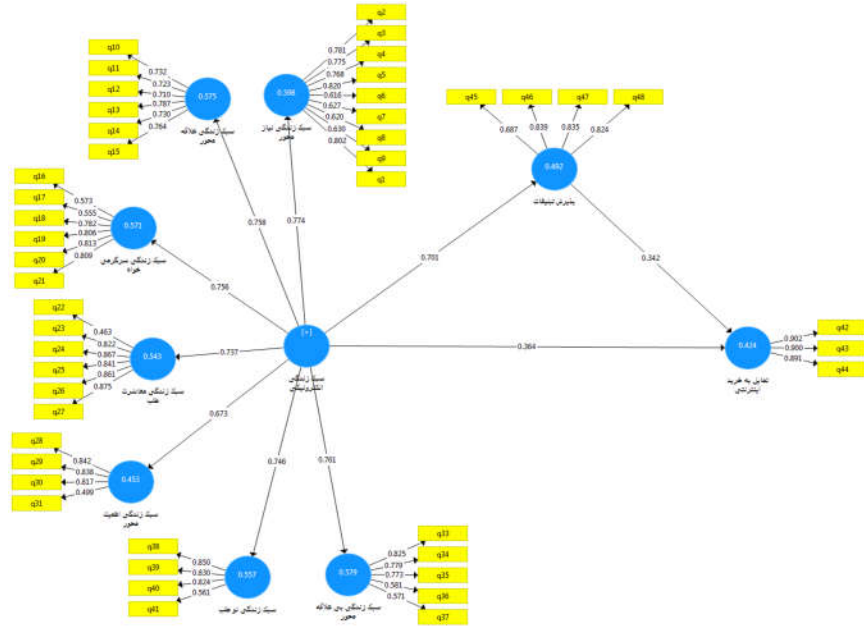 q2
q3
q4
q5
q6
q7
q8
q9
q1
0.781
0.775
0.768
0.820
0.616
0.627
0.620
0.630
0.802
سبک زندگی نیاز
محور
q10
q11
q12
q13
q14
q15
0.732
0.723
0.710
0.787
0.730
0.764
0.575
سبک زندگی علاقه
محور
q45
q46
q47
q48
0.687
0.839
0.835
0.824
0.492
پذیرش تبلیغات
q16
q17
q18
q19
q20
q21
0.573
0.555
0.782
0.806
0.813
0.809
0.571
سبک زندگی سرگرمی
خواه
0.758
0.774
0.701
0.342
0.756
q22
q23
q24
q25
q26
q27
0.463
0.822
0.867
0.841
0.861
0.875
0.543
سبک زندگی معاشرت
طلب
0.737
[+]
سبک زندگی
الکترونیکی
0.364
q42
q43
q44
0.902
0.900
0.891
0.424
تمایل به خرید
اینترنتی
0.673
0.746
0.761
q28
q29
q30
q31
0.842
0.838
0.817
0.499
0.453
سبک زندگی اهمیت
محور
q38
q39
q40
q41
0.850
0.830
0.824
0.561
0.557
سبک زندگی نوطلب
q33
q34
q35
q36
q37
0.825
0.779
0.773
0.581
0.571
0.579
سبک زندگی بی علاقه
محور